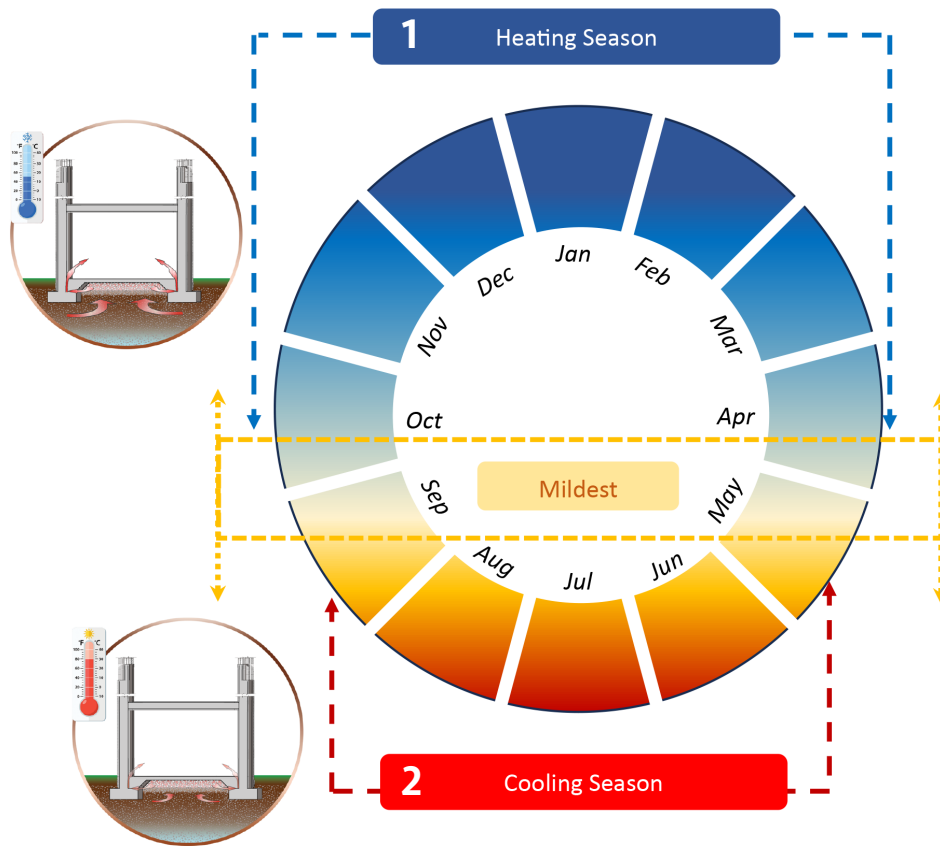 1 Heating Season
Jan
Feb
Mar
Apr
May
Jun
Jul
Aug
Sep
Oct
Nov
Dec
Mildest
2 Cooling Season
°F °C
°F °C